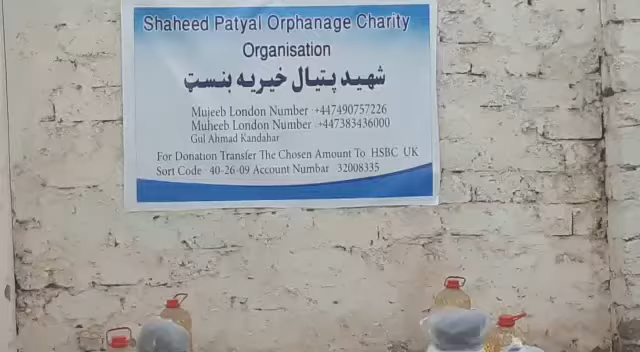 Shaheed Patyal Orphanage Charity
Organisation
شهید پتیال خیریه بنسټ
Mujeeb London Number +447490757226
Muheeb London Number +447383436000
Gul Ahmad Kandahar
For Donation Transfer The Chosen Amount To HSBC UK
Sort Code 40-26-09 Account Numbar 32008335